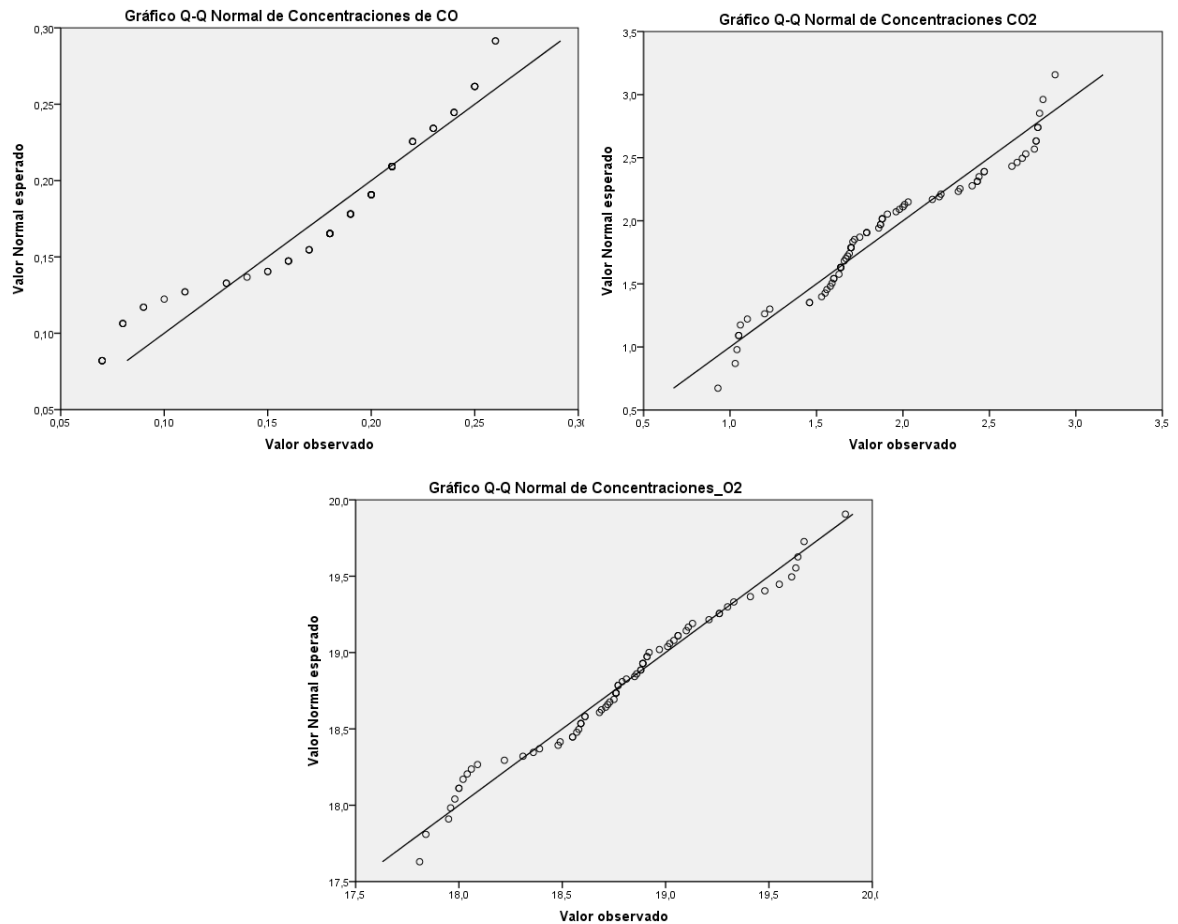 Gráfico Q-Q Normal de Concentraciones de CO
0,30
0,25
0,20
0,15
0,10
0,05
Valor Normal esperado
0,05 0,10 0,15 0,20 0,25 0,30
Valor observado
Gráfico Q-Q Normal de Concentraciones CO2
3,5
3,0
2,5
2,0
1,5
1,0
0,5
Valor Normal esperado
0,5 1,0 1,5 2,0 2,5 3,0 3,5
Valor observado
Gráfico Q-Q Normal de Concentraciones_O2
20,0
19,5
19,0
18,5
18,0
17,5
Valor Normal esperado
17,5 18,0 18,5 19,0 19,5 20,0
Valor observado